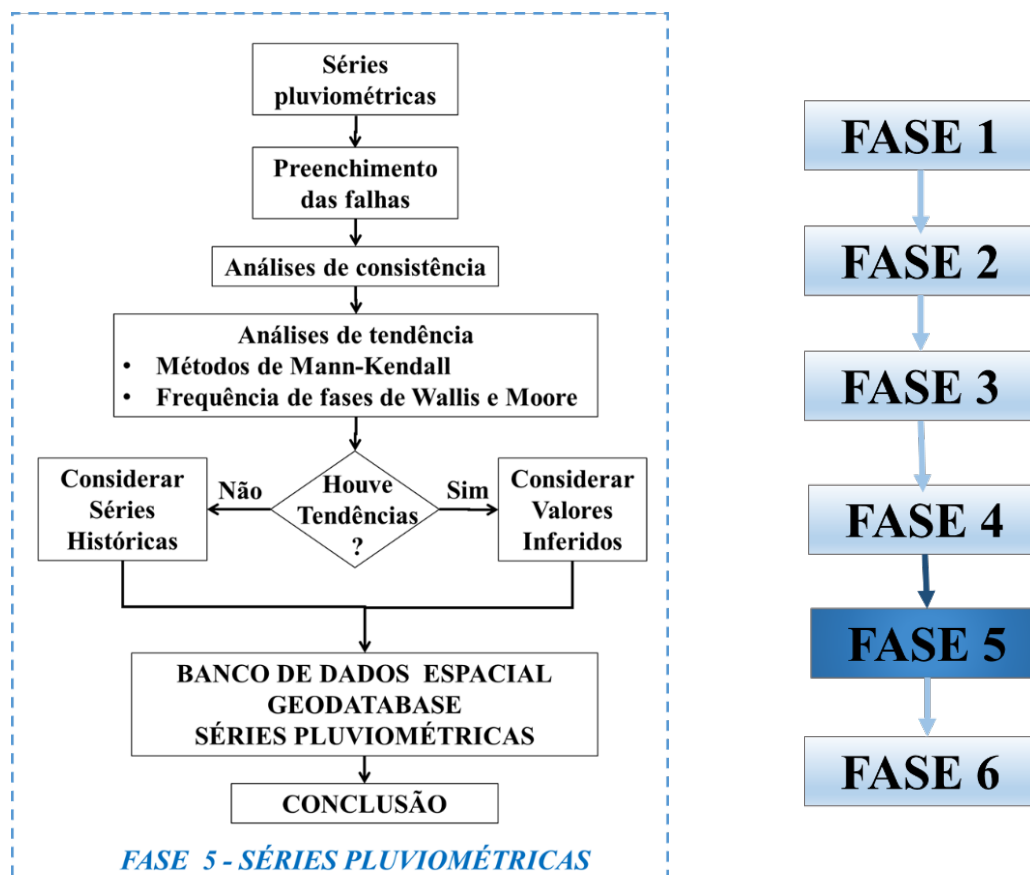 Séries
pluviométricas
Preenchimento
das falhas
Análises de consistência
Análises de tendência
• Métodos de Mann-Kendall
• Frequência de fases de Wallis e Moore
Considerar
Séries
Históricas
Não
Houve
Tendências
?
Sim
Considerar
Valores
Inferidos
BANCO DE DADOS ESPACIAL
GEODATABASE
SÉRIES PLUVIOMÉTRICAS
CONCLUSÃO
FASE 5 - SÉRIES PLUVIOMÉTRICAS
FASE 1
FASE 2
FASE 3
FASE 4
FASE 5
FASE 6